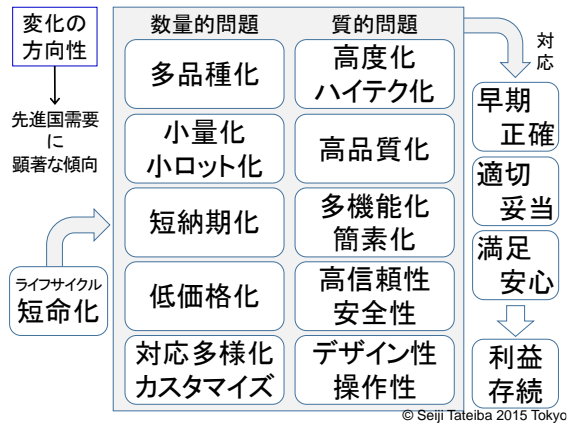 変化の
方向性
先進国需要
に
顕著な傾向
ライフサイクル
短命化
数量的問題
多品種化
小量化
小ロット化
短納期化
低価格化
対応多様化
カスタマイズ
質的問題
高度化
ハイテク化
高品質化
多機能化
簡素化
高信頼性
安全性
デザイン性
操作性
対
応
早期
正確
適切
妥当
満足
安心
利益
存続
© Seiji Tateiba 2015 Tokyo